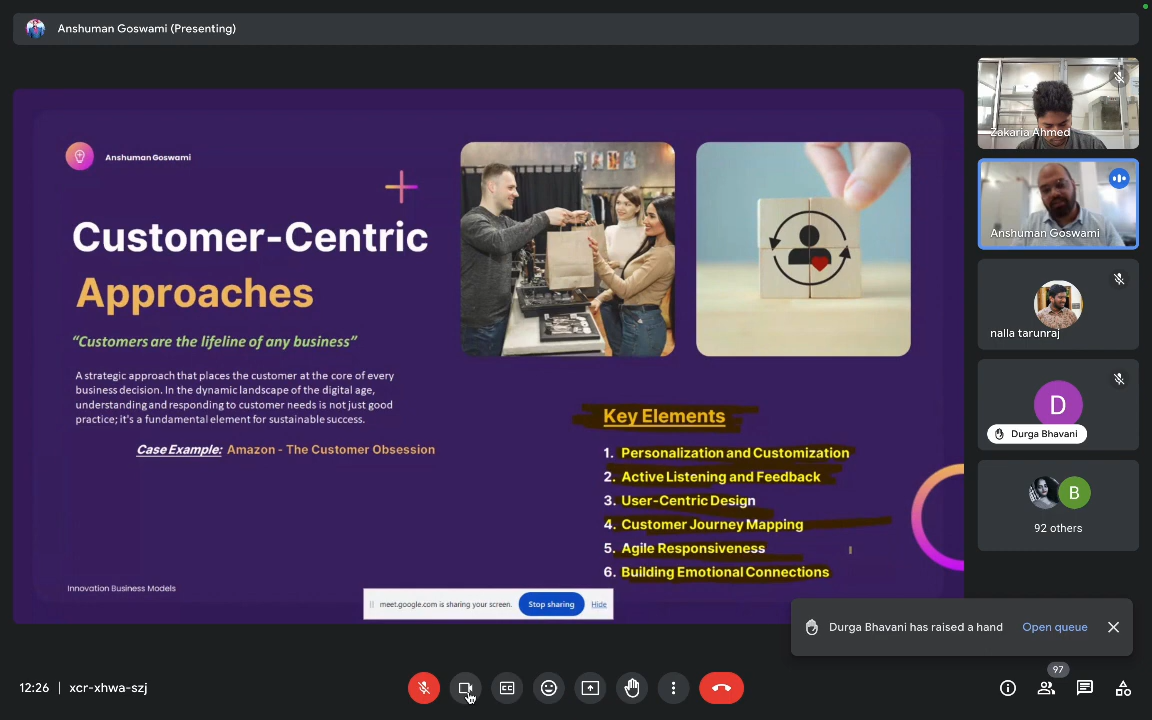 Anshuman Goswami (Presenting)
Anshuman Goswami
Customer-Centric
Approaches
“Customers are the lifeline of any business”
A strategic approach that places the customer at the core of every
business decision. In the dynamic landscape of the digital age,
understanding and responding to customer needs is not just good
practice; it's a fundamental element for sustainable success.
Case Example: Amazon - The Customer Obsession
Key Elements
1. Personalization and Customization
2. Active Listening and Feedback
3. User-Centric Design
4. Customer Journey Mapping
5. Agile Responsiveness
6. Building Emotional Connections
Innovation Business Models
meet.google.com is sharing your screen.
Stop sharing
Hide
Zakaria Ahmed
Anshuman Goswami
nalla tarunraj
D
Durga Bhavani
B
92 others
Durga Bhavani has raised a hand
Open queue
12:26 | xcr-xhwa-szj
CC
97